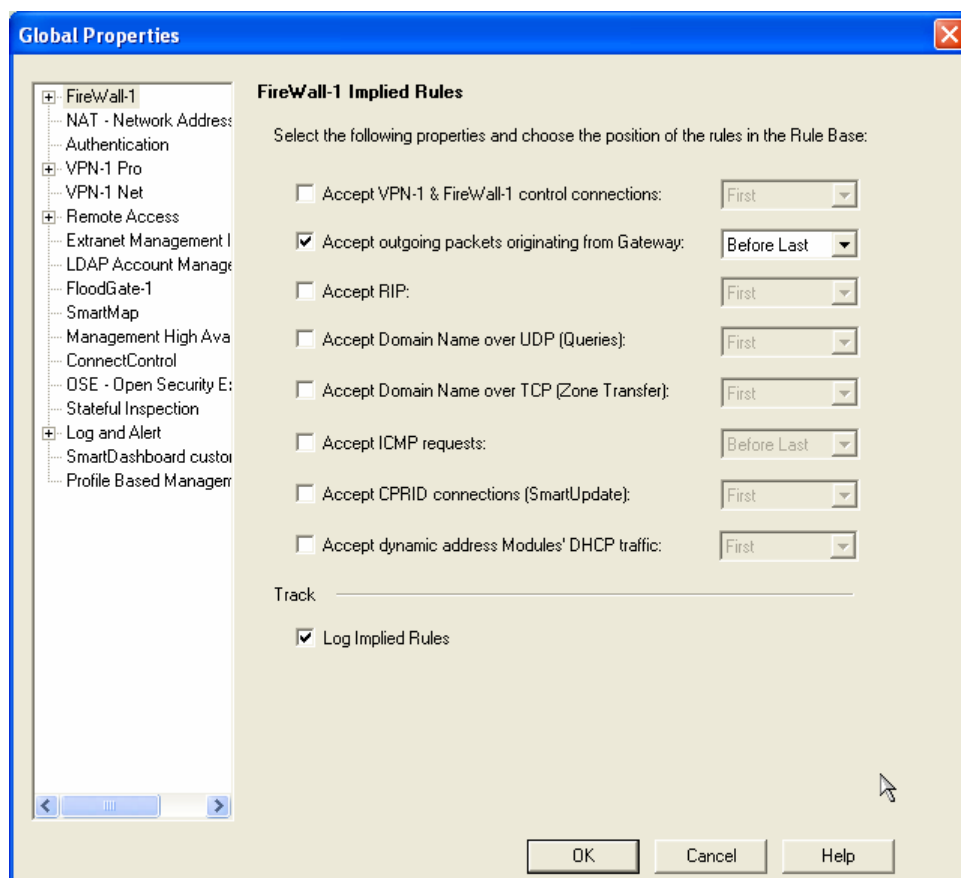 Global Properties
FireWall-1
NAT - Network Address
Authentication
VPN-1 Pro
VPN-1 Net
Remote Access
Extranet Management I
LDAP Account Manage
FloodGate-1
SmartMap
Management High Ava
ConnectControl
OSE - Open Security E
Stateful Inspection
Log and Alert
SmartDashboard custo
Profile Based Managem
FireWall-1 Implied Rules
Select the following properties and choose the position of the rules in the Rule Base:
Accept VPN-1 & FireWall-1 control connections: First
Accept outgoing packets originating from Gateway: Before Last
Accept RIP: First
Accept Domain Name over UDP (Queries): First
Accept Domain Name over TCP (Zone Transfer): First
Accept ICMP requests: Before Last
Accept CPRID connections (SmartUpdate): First
Accept dynamic address Modules' DHCP traffic: First
Track
Log Implied Rules
OK Cancel Help